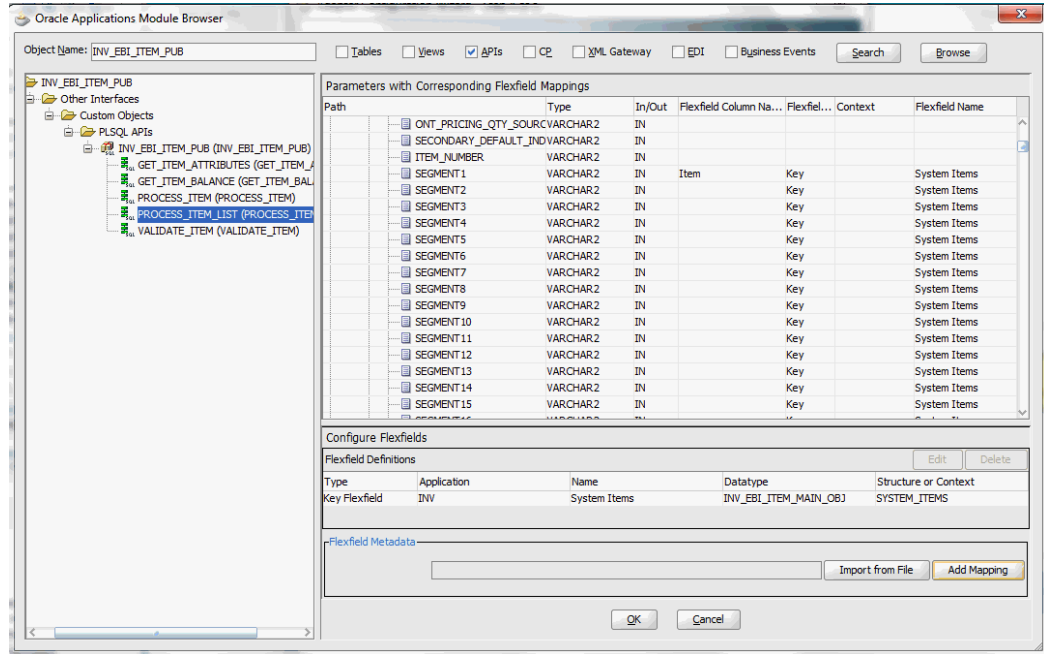 Oracle Applications Module Browser
Object Name: INV_EBI_ITEM_PUB Tables Views APIs CP XML Gateway EDI Business Events Search Browse
INV_EBI_ITEM_PUB
Other Interfaces
Custom Objects
PLSQL APIs
INV_EBI_ITEM_PUB (INV_EBI_ITEM_PUB)
GET_ITEM_ATTRIBUTES (GET_ITEM_A
GET_ITEM_BALANCE (GET_ITEM_BAL
PROCESS_ITEM (PROCESS_ITEM)
PROCESS_ITEM_LIST (PROCESS_ITEM
VALIDATE_ITEM (VALIDATE_ITEM)
Parameters with Corresponding Flexfield Mappings
Path Type In/Out Flexfield Column Na... Flexfiel... Context Flexfield Name
ONT_PRICING_QTY_SOURC VARCHAR2 IN
SECONDARY_DEFAULT_IND VARCHAR2 IN
ITEM_NUMBER VARCHAR2 IN
SEGMENT1 VARCHAR2 IN Item Key System Items
SEGMENT2 VARCHAR2 IN Key System Items
SEGMENT3 VARCHAR2 IN Key System Items
SEGMENT4 VARCHAR2 IN Key System Items
SEGMENT5 VARCHAR2 IN Key System Items
SEGMENT6 VARCHAR2 IN Key System Items
SEGMENT7 VARCHAR2 IN Key System Items
SEGMENT8 VARCHAR2 IN Key System Items
SEGMENT9 VARCHAR2 IN Key System Items
SEGMENT10 VARCHAR2 IN Key System Items
SEGMENT11 VARCHAR2 IN Key System Items
SEGMENT12 VARCHAR2 IN Key System Items
SEGMENT13 VARCHAR2 IN Key System Items
SEGMENT14 VARCHAR2 IN Key System Items
SEGMENT15 VARCHAR2 IN Key System Items
Configure Flexfields
Flexfield Definitions Edit Delete
Type Application Name Datatype Structure or Context
Key Flexfield INV System Items INV_EBI_ITEM_MAIN_OBJ SYSTEM_ITEMS
Flexfield Metadata
Import from File Add Mapping
OK Cancel